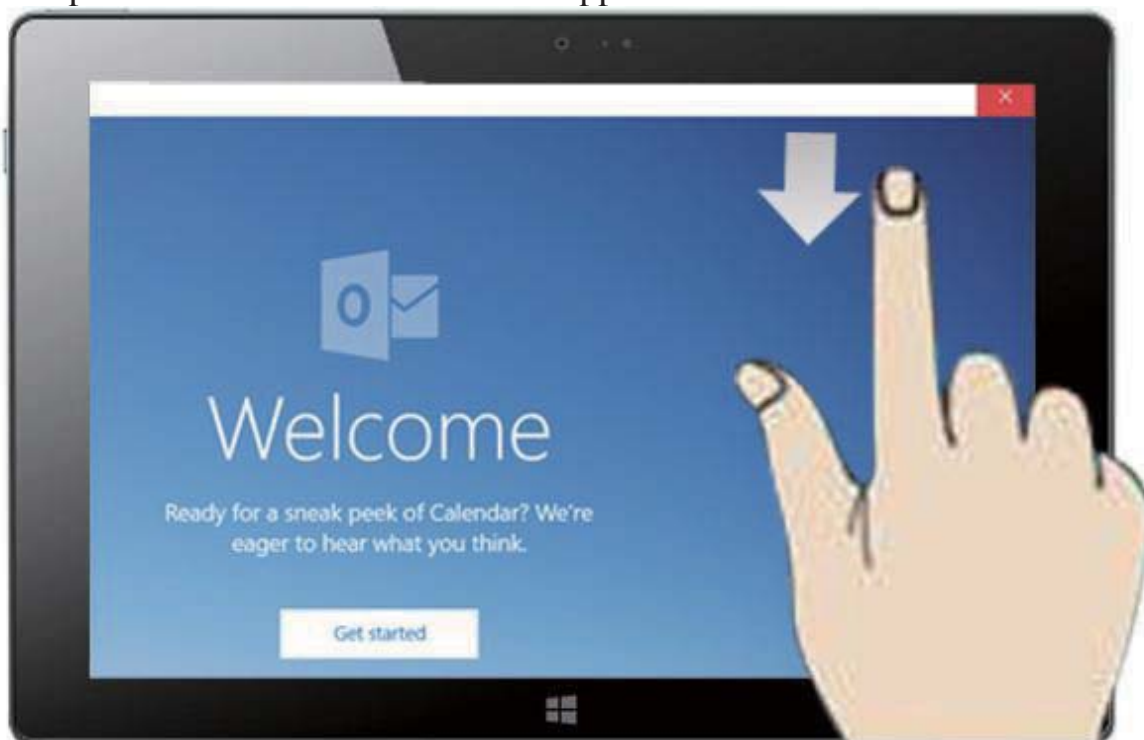 O
Welcome
Ready for a sneak peek of Calendar? We're
eager to hear what you think.
Get started